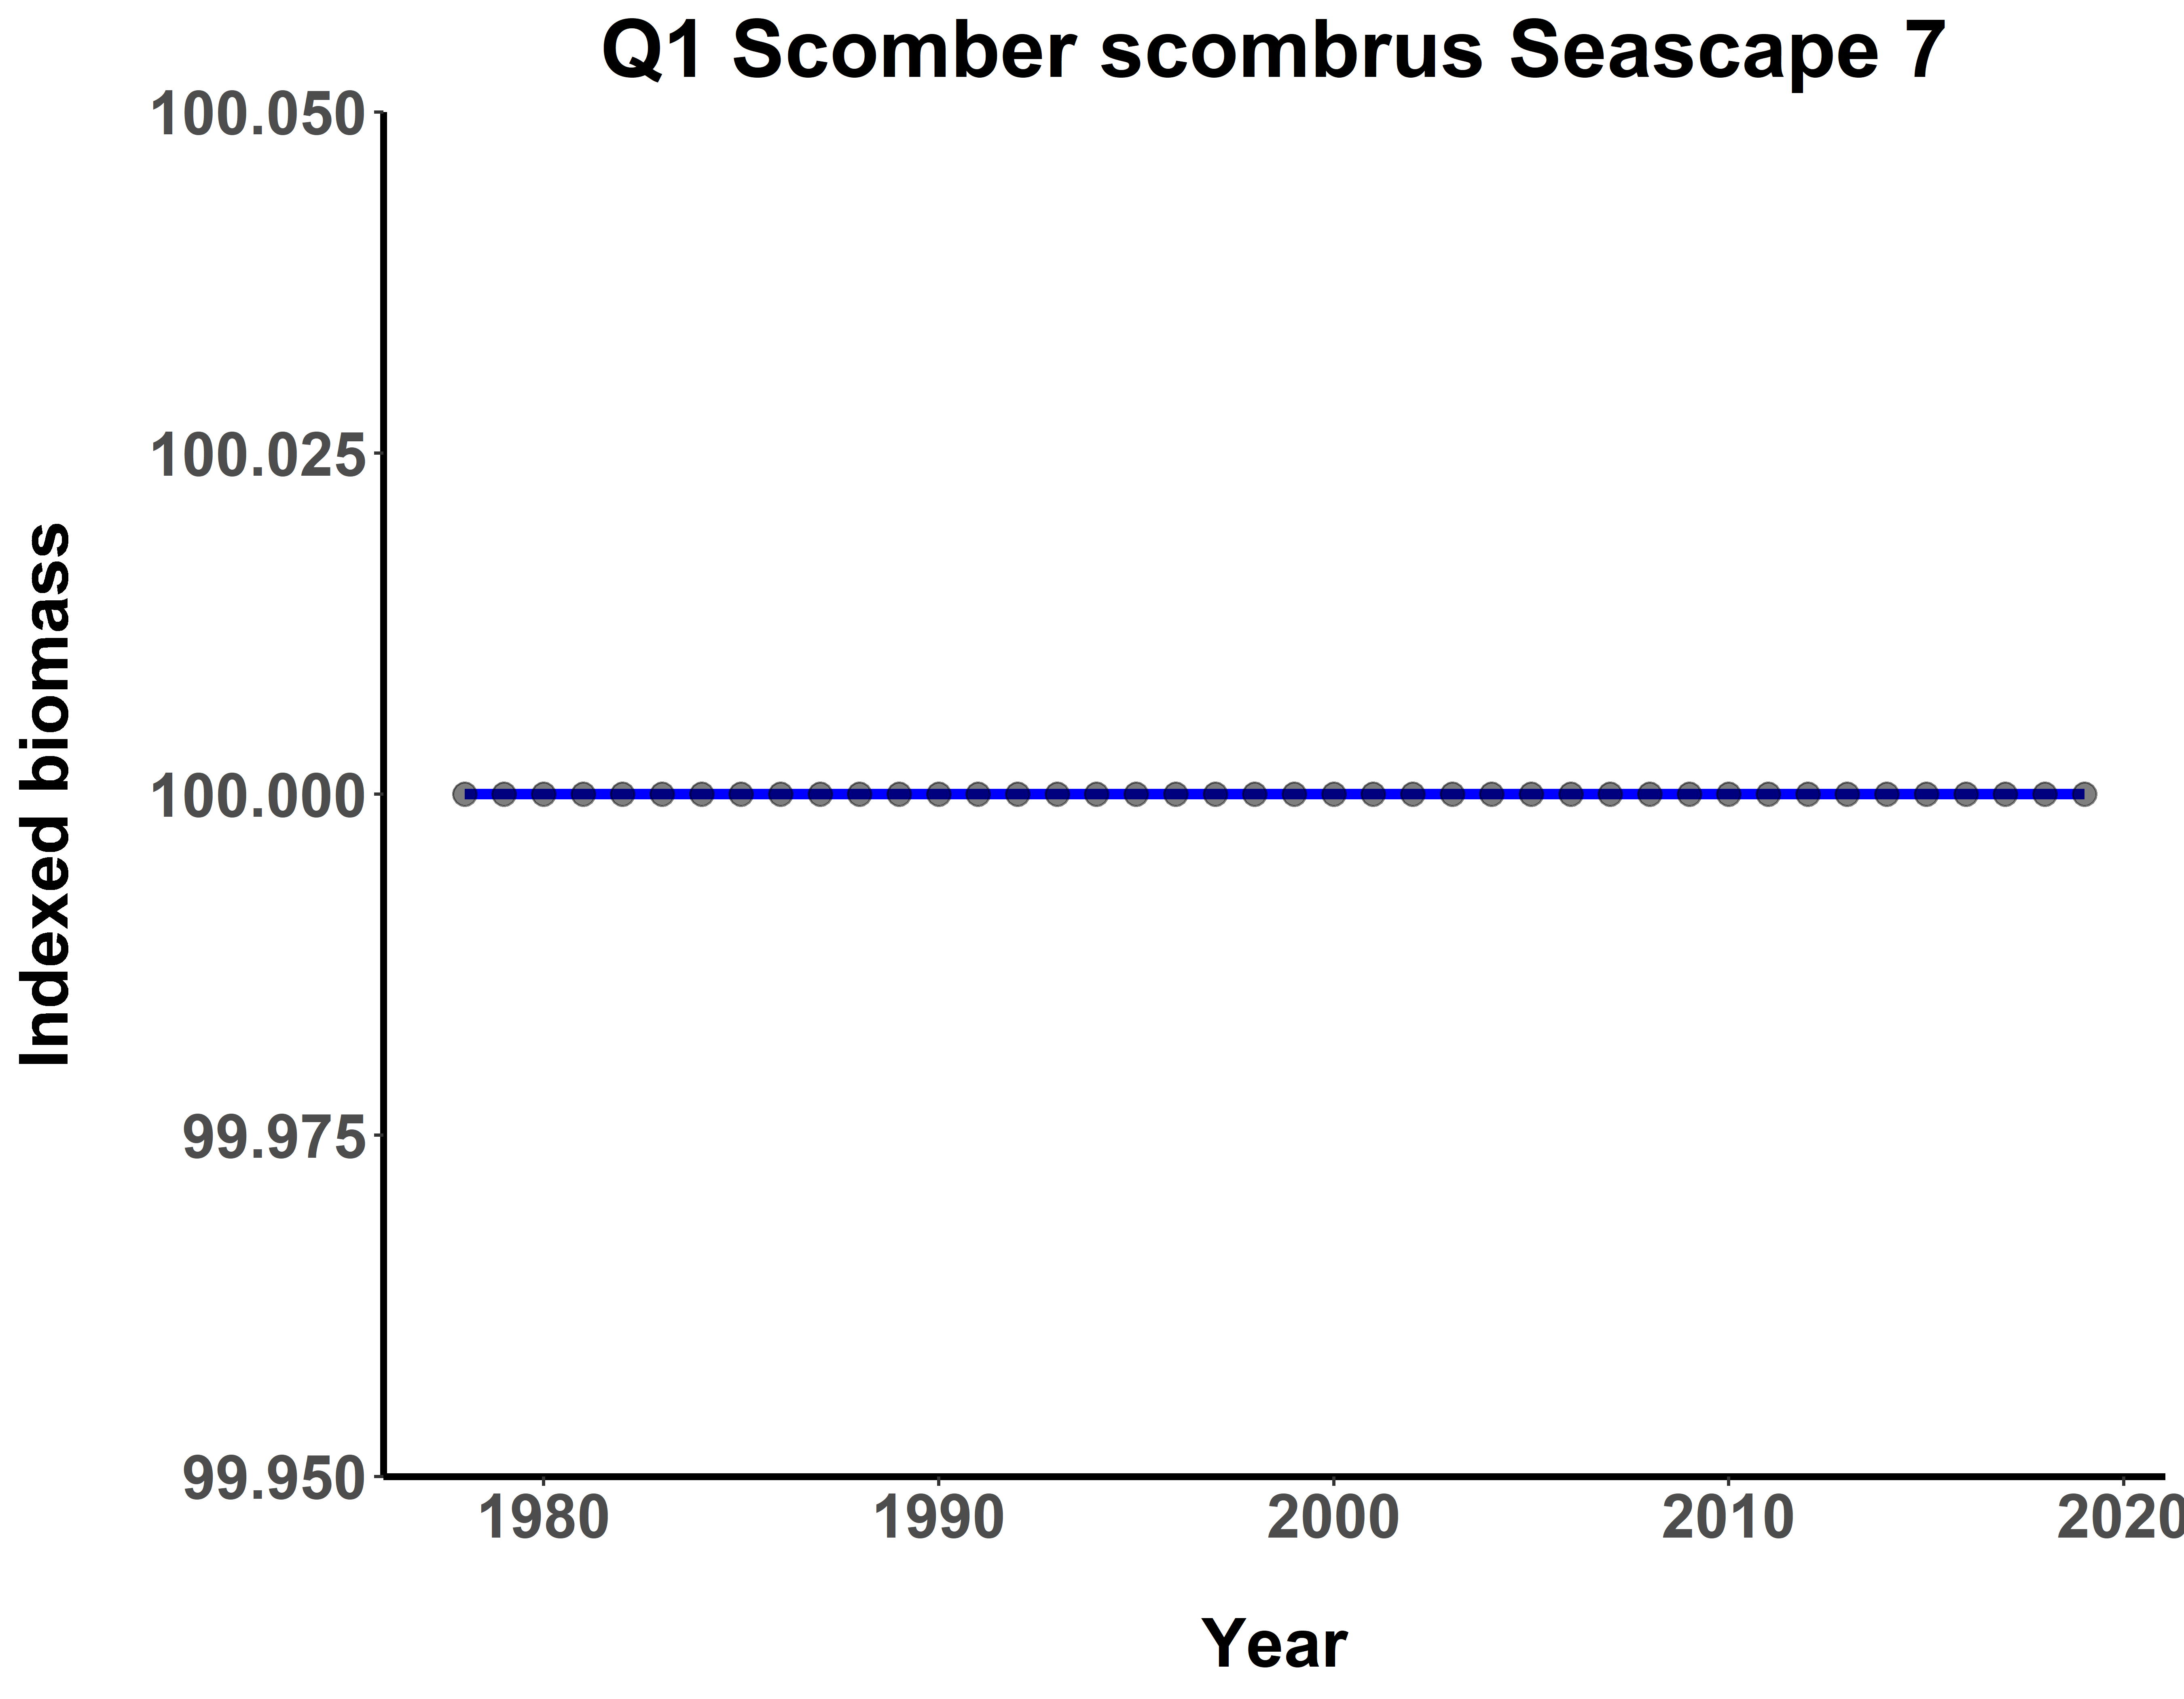 Q1 Scomber scombrus Seascape 7
100.050
100.025
100.000
99.975
99.950
Indexed biomass
1980 1990 2000 2010 2020
Year